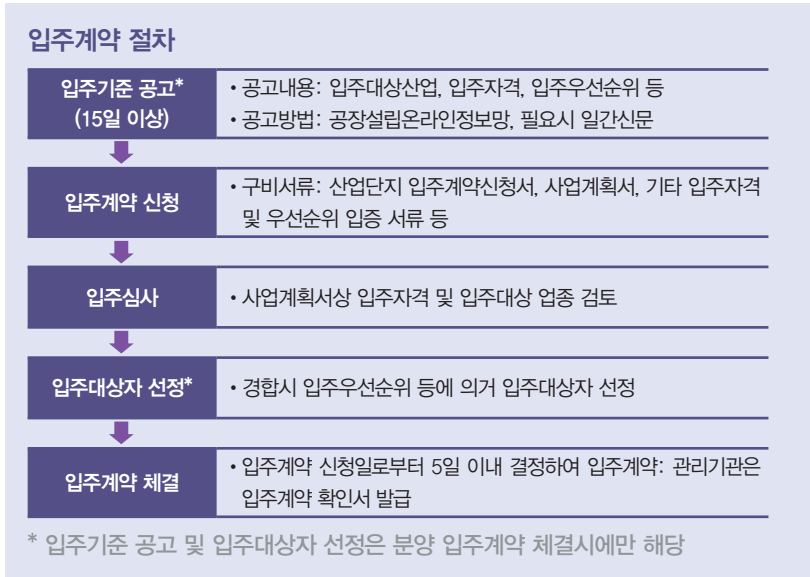 입주계약 절차
입주기준 공고*
(15일 이상)
• 공고내용: 입주대상산업, 입주자격, 입주우선순위 등
• 공고방법: 공장설립온라인정보망, 필요시 일간신문
입주계약 신청
• 구비서류: 산업단지 입주계약신청서, 사업계획서, 기타 입주자격
및 우선순위 입증 서류 등
입주심사
• 사업계획서상 입주자격 및 입주대상 업종 검토
입주대상자 선정*
• 경합시 입주우선순위 등에 의거 입주대상자 선정
입주계약 체결
• 입주계약 신청일로부터 5일 이내 결정하여 입주계약: 관리기관은
입주계약 확인서 발급
* 입주기준 공고 및 입주대상자 선정은 분양 입주계약 체결시에만 해당